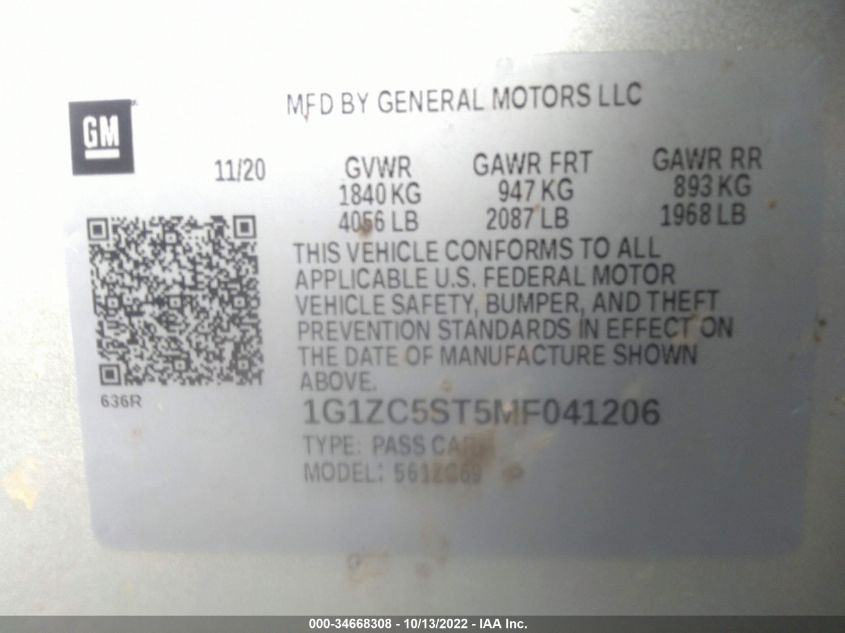 GM
MFD BY GENERAL MOTORS LLC
11/20 GVWR GAWR FRT GAWR RR
1840 KG 947 KG 893 KG
4056 LB 2087 LB 1968 LB
THIS VEHICLE CONFORMS TO ALL
APPLICABLE U.S. FEDERAL MOTOR
VEHICLE SAFETY, BUMPER, AND THEFT
PREVENTION STANDARDS IN EFFECT ON
THE DATE OF MANUFACTURE SHOWN
ABOVE.
636R
1G1ZC5ST5MF041206
TYPE: PASS CAR
MODEL: 561ZC69
000-34668308 - 10/13/2022 - IAA Inc.